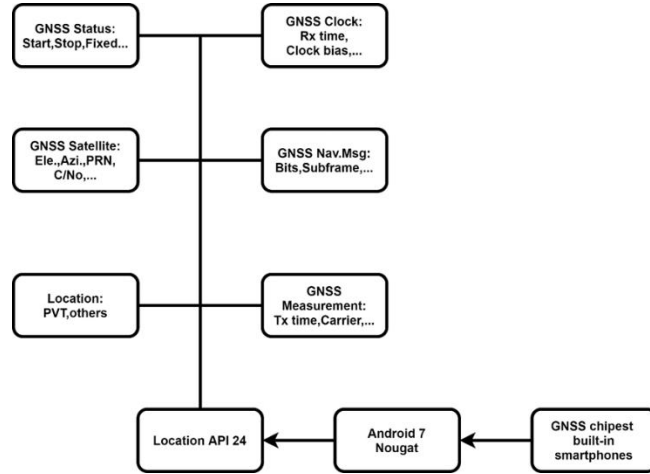 GNSS Status:
Start,Stop,Fixed...
GNSS Clock:
Rx time,
Clock bias,...
GNSS Satellite:
Ele.,Azi.,PRN,
C/No,...
GNSS Nav.Msg:
Bits,Subframe,...
Location:
PVT,others
GNSS
Measurement:
Tx time,Carrier,...
Location API 24
Android 7
Nougat
GNSS chipest
built-in
smartphones